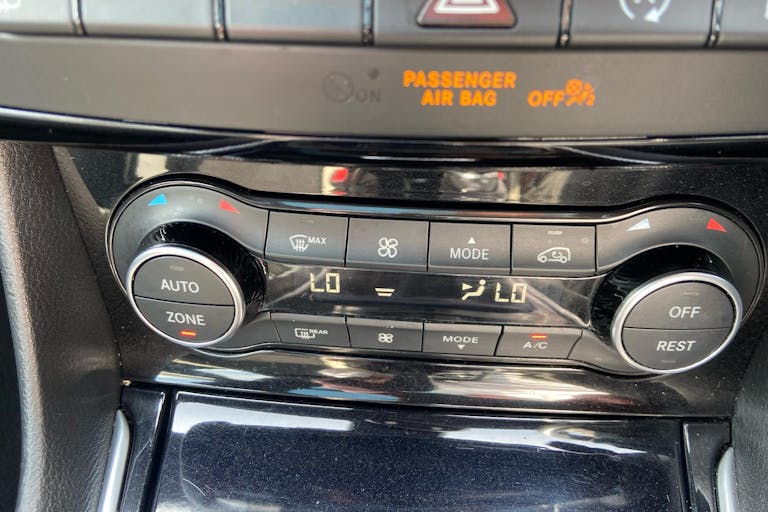 ON
PASSENGER
AIR BAG OFF
MAX
MODE
AUTO
ZONE
LO
LO
OFF
REST
REAR
MODE
A/C